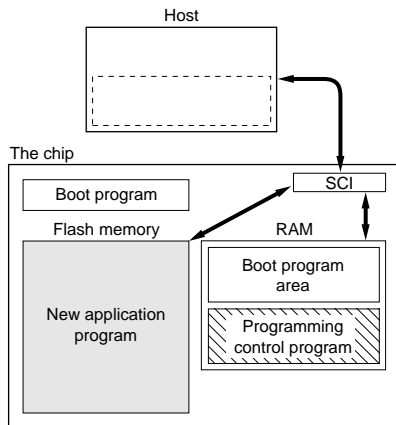 Host
The chip
SCI
Boot program
Flash memory
RAM
Boot program
area
New application
program
Programming
control program